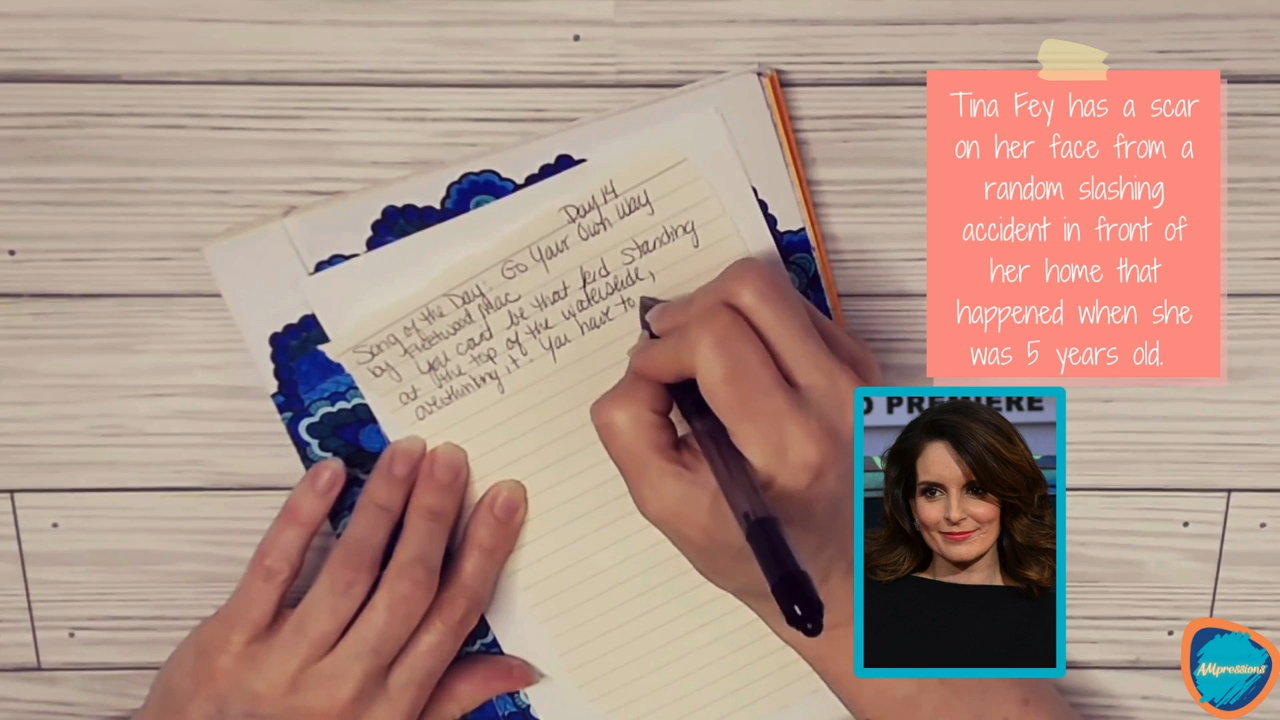 Day 14
Song of the Day: Go Your Own Way
by Fleetwood Mac
You can't be that kid standing
at the top of the waterslide,
overthinking it. You have to
Tina Fey has a scar
on her face from a
random slashing
accident in front of
her home that
happened when she
was 5 years old.
D PREMIERE
AMpressions